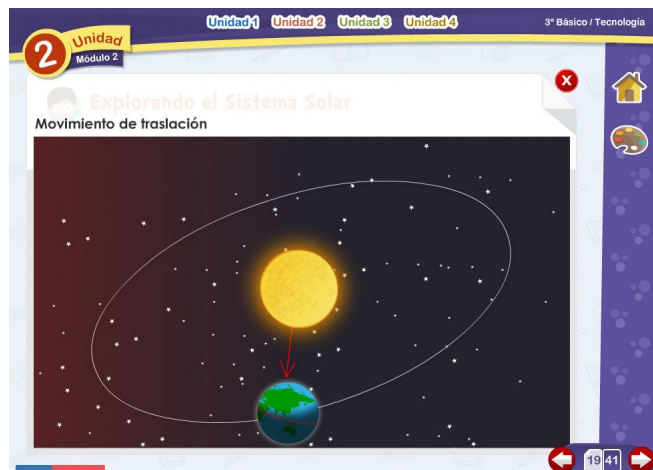 Unidad 1 Unidad 2 Unidad 3 Unidad 4
3º Básico / Tecnología
2
Unidad
Módulo 2
X
Explorando el Sistema Solar
Movimiento de traslación
19 41